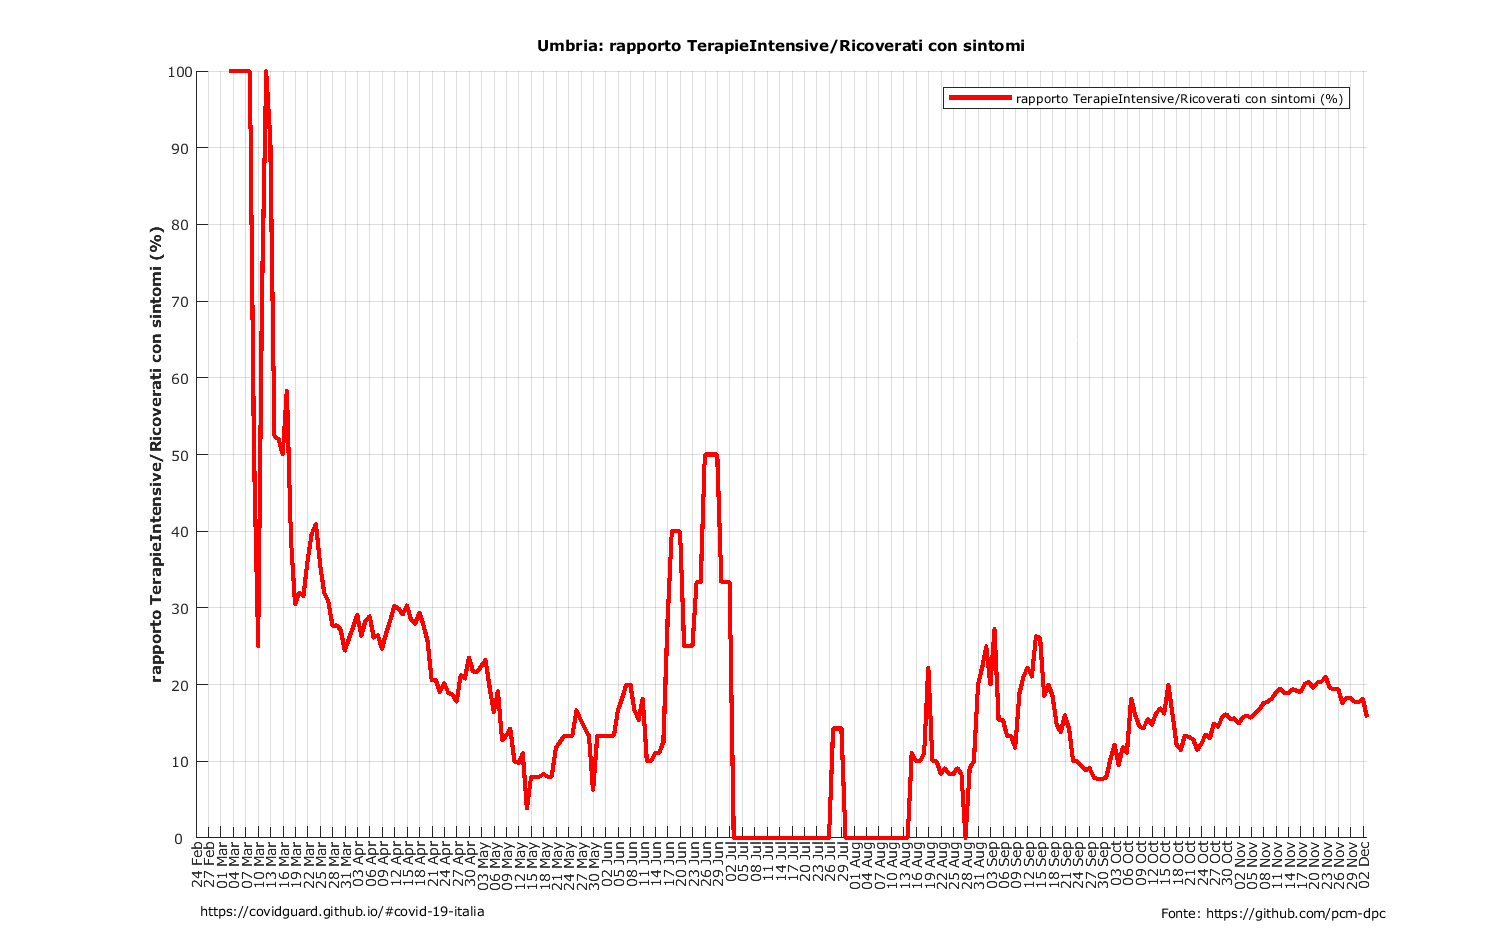 Umbria: rapporto TerapieIntensive/Ricoverati con sintomi
rapporto TerapieIntensive/Ricoverati con sintomi (%)
rapporto TerapieIntensive/Ricoverati con sintomi (%)
100
90
80
70
60
50
40
30
20
10
0
24 Feb
27 Feb
01 Mar
04 Mar
07 Mar
10 Mar
13 Mar
16 Mar
19 Mar
22 Mar
25 Mar
28 Mar
31 Mar
03 Apr
06 Apr
09 Apr
12 Apr
15 Apr
18 Apr
21 Apr
24 Apr
27 Apr
30 Apr
03 May
06 May
09 May
12 May
15 May
18 May
21 May
24 May
27 May
30 May
02 Jun
05 Jun
08 Jun
11 Jun
14 Jun
17 Jun
20 Jun
23 Jun
26 Jun
29 Jun
02 Jul
05 Jul
08 Jul
11 Jul
14 Jul
17 Jul
20 Jul
23 Jul
26 Jul
29 Jul
01 Aug
04 Aug
07 Aug
10 Aug
13 Aug
16 Aug
19 Aug
22 Aug
25 Aug
28 Aug
31 Aug
03 Sep
06 Sep
09 Sep
12 Sep
15 Sep
18 Sep
21 Sep
24 Sep
27 Sep
30 Sep
03 Oct
06 Oct
09 Oct
12 Oct
15 Oct
18 Oct
21 Oct
24 Oct
27 Oct
30 Oct
02 Nov
05 Nov
08 Nov
11 Nov
14 Nov
17 Nov
20 Nov
23 Nov
26 Nov
29 Nov
02 Dec
https://covidguard.github.io/#covid-19-italia
Fonte: https://github.com/pcm-dpc